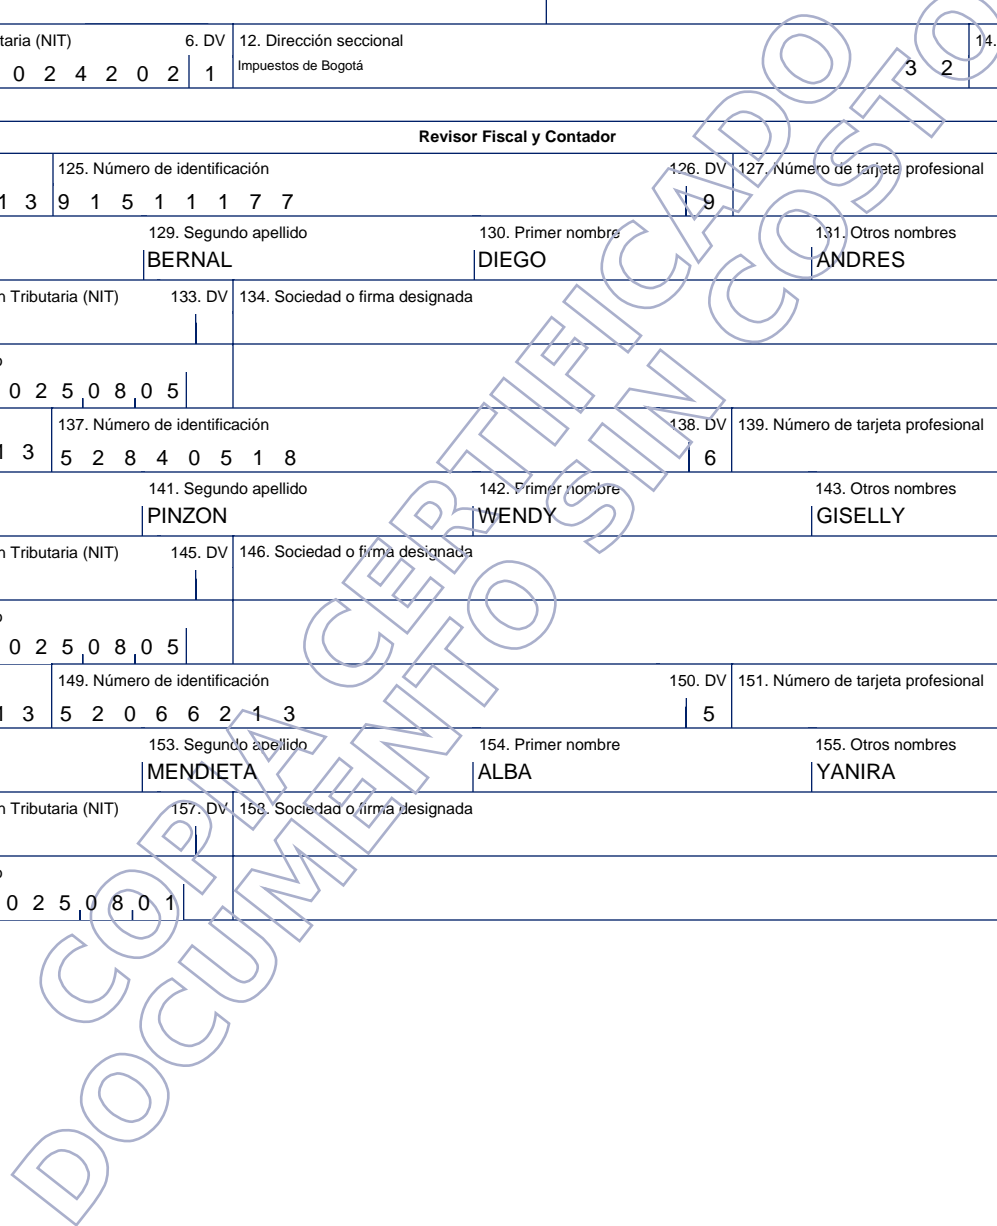 taria (NIT) 6. DV 12. Dirección seccional 14.
0 2 4 2 0 2 1 Impuestos de Bogotá 3 2
Revisor Fiscal y Contador
125. Número de identificación 126. DV 127. Número de tarjeta profesional
1 3 9 1 5 1 1 1 7 7 9
129. Segundo apellido 130. Primer nombre 131. Otros nombres
BERNAL DIEGO ANDRES
n Tributaria (NIT) 133. DV 134. Sociedad o firma designada
o
0 2 5 0 8 0 5
137. Número de identificación 138. DV 139. Número de tarjeta profesional
1 3 5 2 8 4 0 5 1 8 6
141. Segundo apellido 142. Primer nombre 143. Otros nombres
PINZON WENDY GISELLY
n Tributaria (NIT) 145. DV 146. Sociedad o firma designada
o
0 2 5 0 8 0 5
149. Número de identificación 150. DV 151. Número de tarjeta profesional
1 3 5 2 0 6 6 2 1 3 5
153. Segundo apellido 154. Primer nombre 155. Otros nombres
MENDIETA ALBA YANIRA
n Tributaria (NIT) 157. DV 158. Sociedad o firma designada
o
0 2 5 0 8 0 1
COPIA CERTIFICADO
DOCUMENTO SIN COSTO